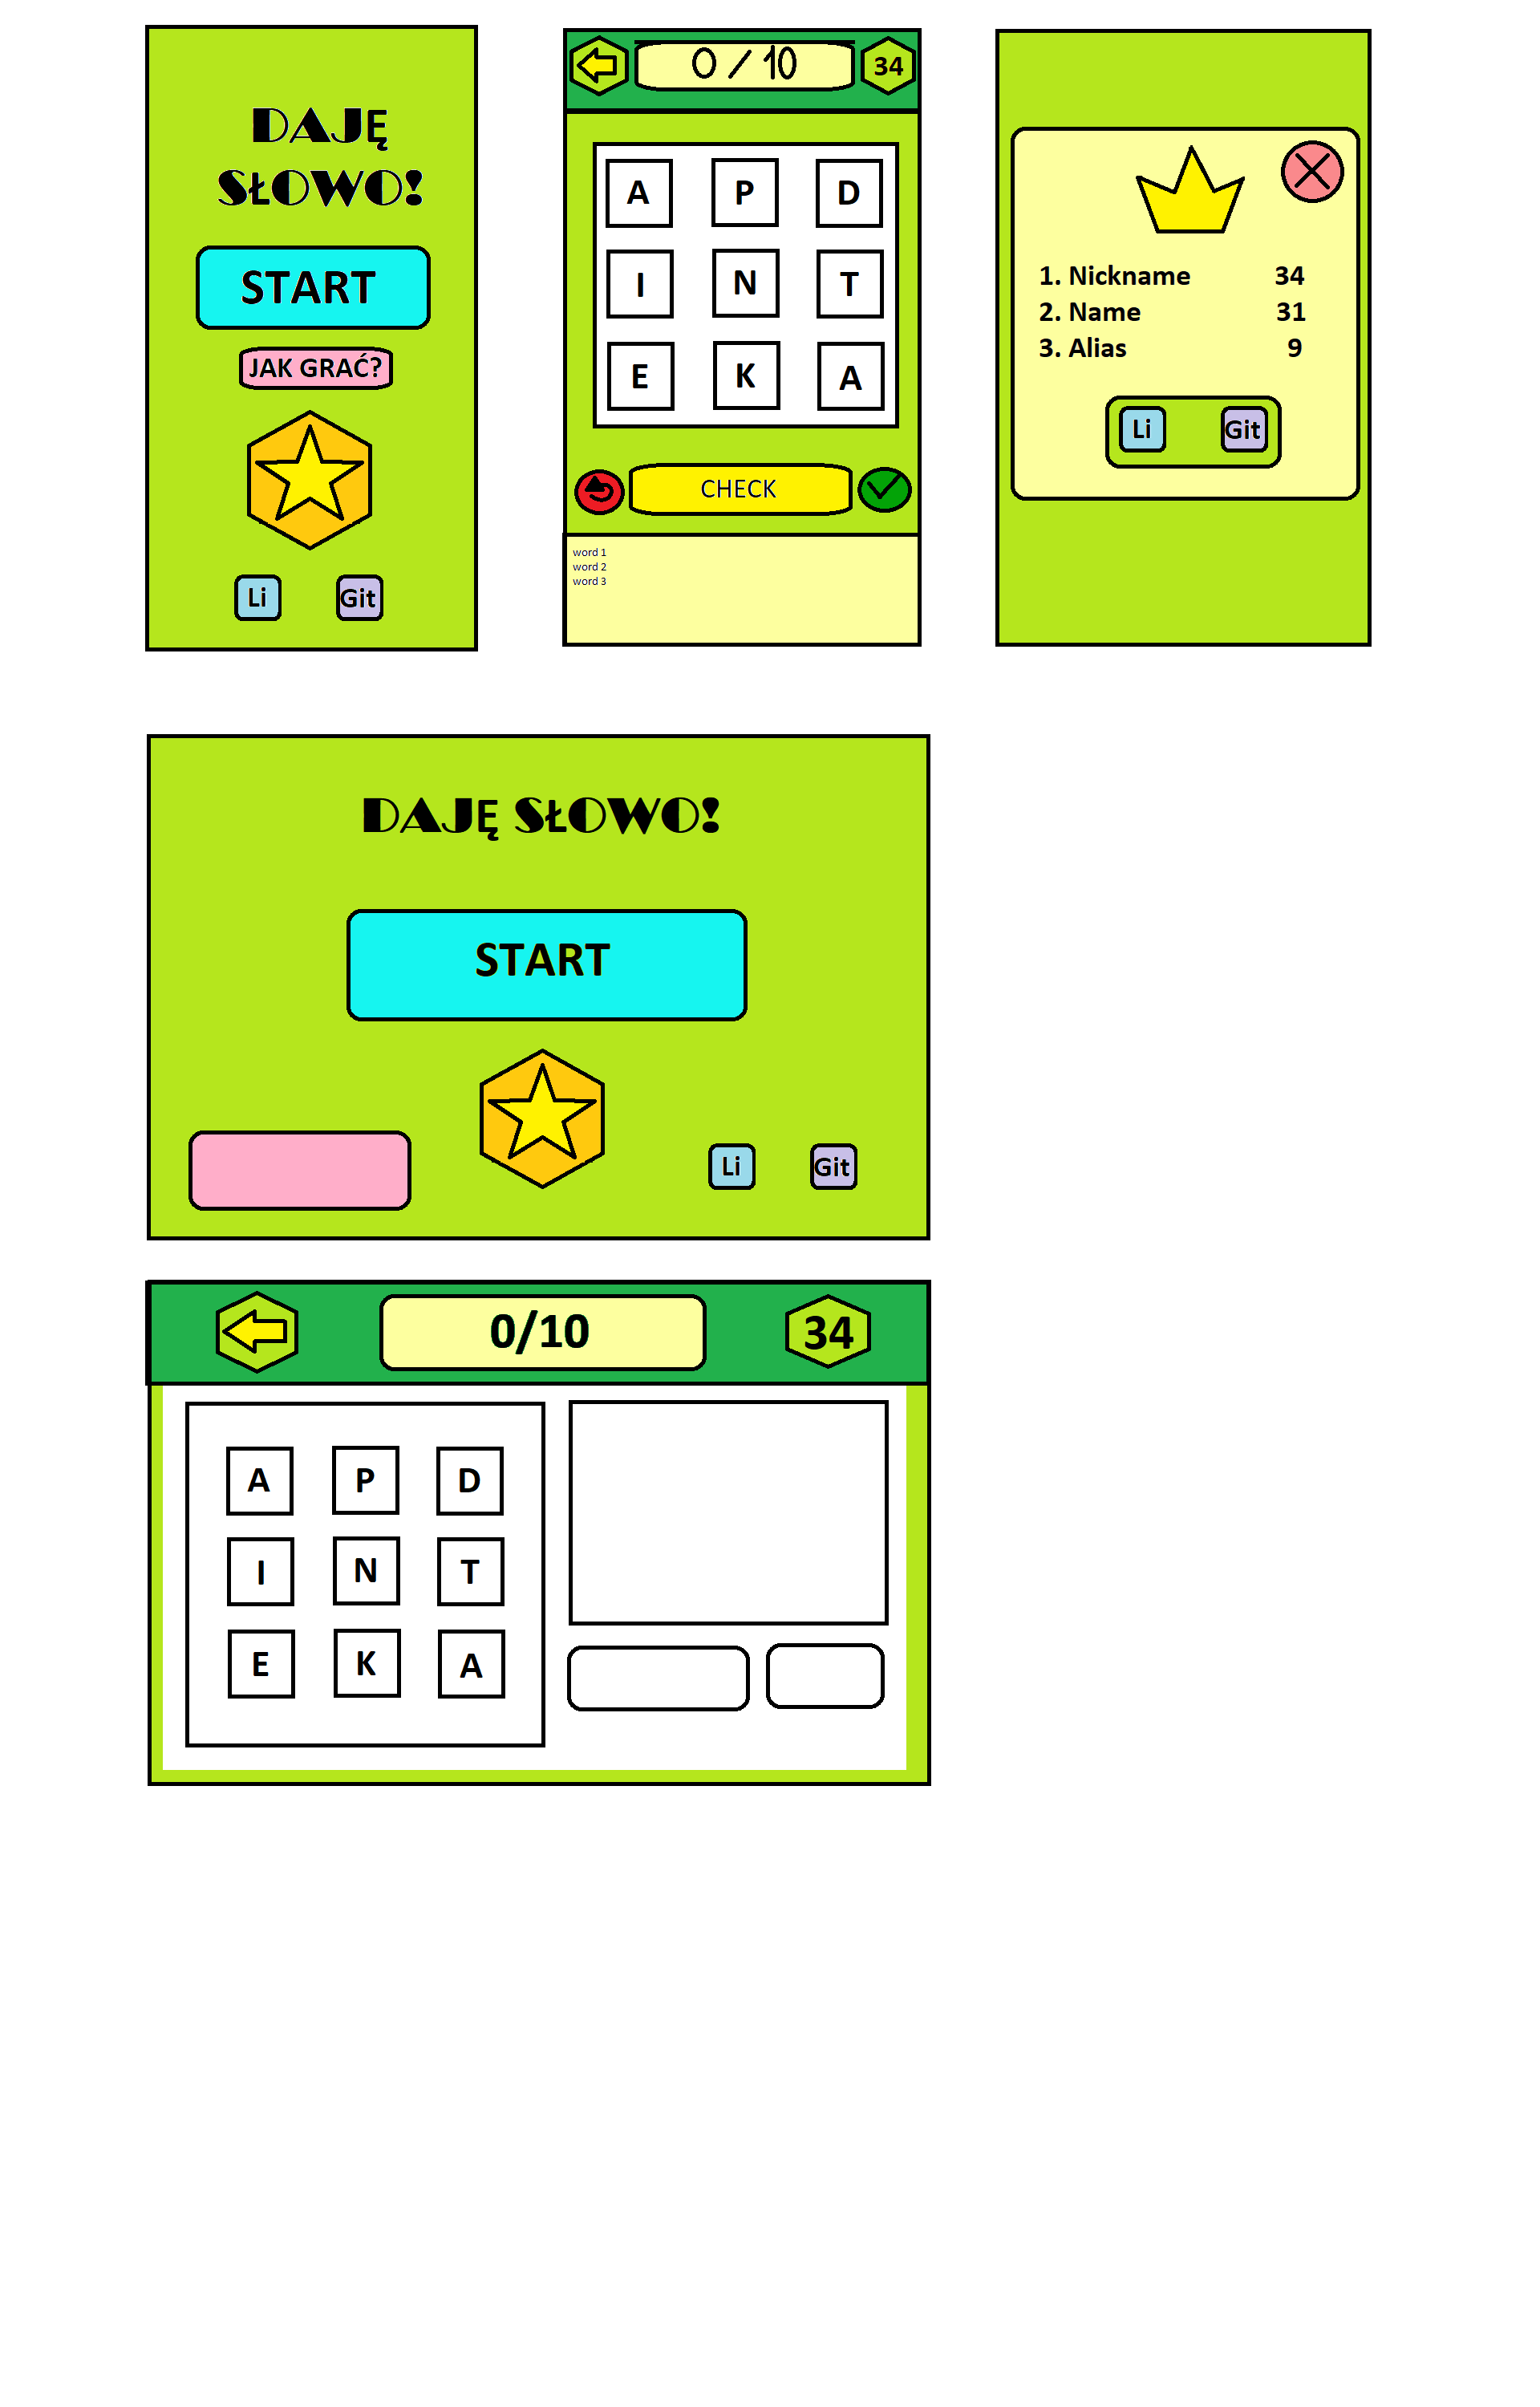 DAJĘ
SŁOWO!
START
JAK GRAĆ?
Li Git
0 / 10 34
A P D
I N T
E K A
CHECK
word 1
word 2
word 3
1. Nickname 34
2. Name 31
3. Alias 9
Li Git
DAJĘ SŁOWO!
START
Li Git
0/10 34
A P D
I N T
E K A